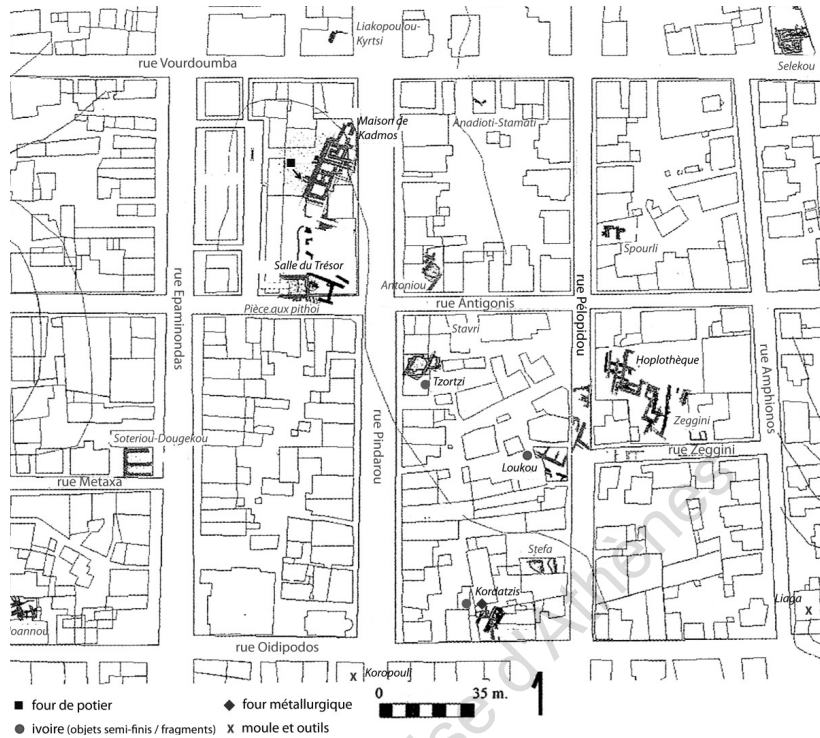 Liakopoulou-
Kyrtsi
rue Vourdoumba
Selekou
Maison de
Kadmos
Anadioti-Stamati
Spourli
Salle du Trésor
Antoniou
rue Antigonis
Pièce aux pithoi
rue Epaminondas
rue Pélopidou
Stavri
Hoplothèque
Tzortzi
rue Amphionos
rue Pindarou
Zeggini
Soteriou-Dougekou
rue Zeggini
Loukou
rue Metaxa
Stefa
Kordatzis
Liaga
Ioannou
rue Oidipodos
x Koropouli
0 35 m.
four de potier
four métallurgique
ivoire (objets semi-finis / fragments)
x moule et outils
ise d'Athènes